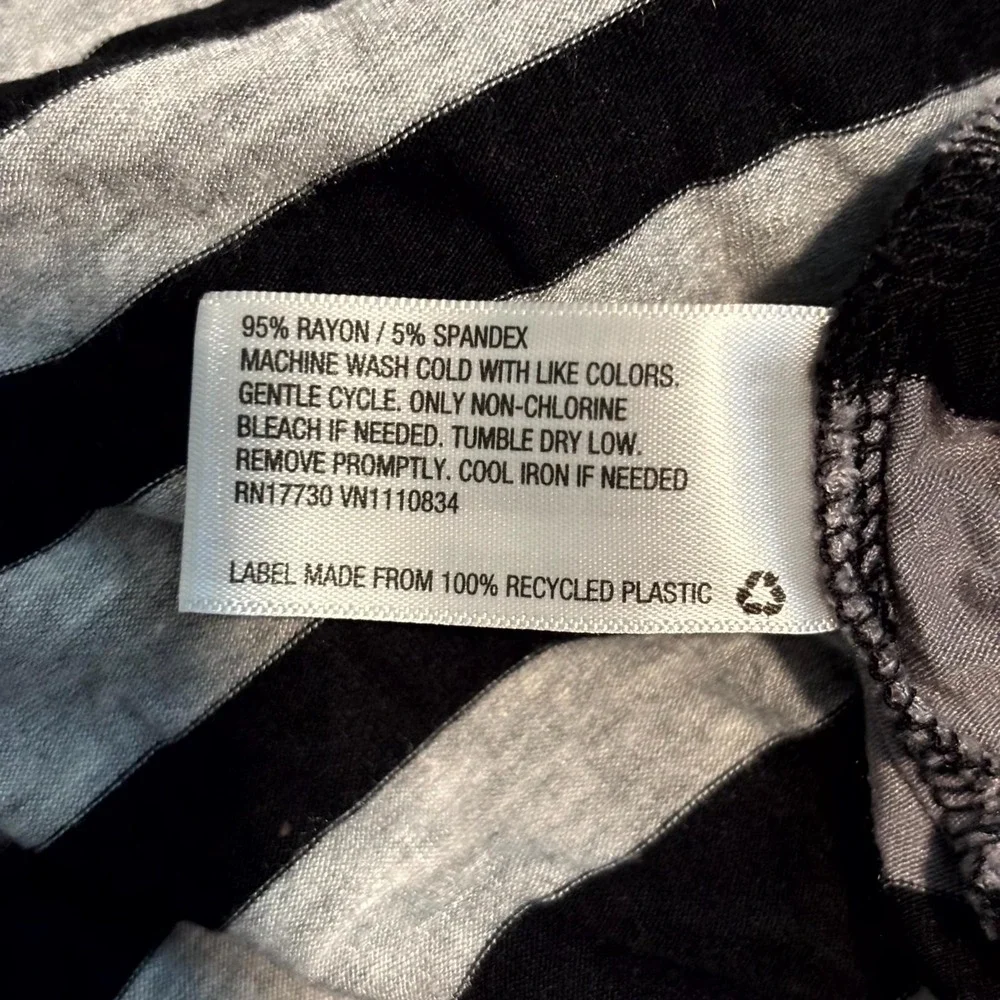 95% RAYON / 5% SPANDEX
MACHINE WASH COLD WITH LIKE COLORS.
GENTLE CYCLE. ONLY NON-CHLORINE
BLEACH IF NEEDED. TUMBLE DRY LOW.
REMOVE PROMPTLY. COOL IRON IF NEEDED
RN17730 VN1110834
LABEL MADE FROM 100% RECYCLED PLASTIC